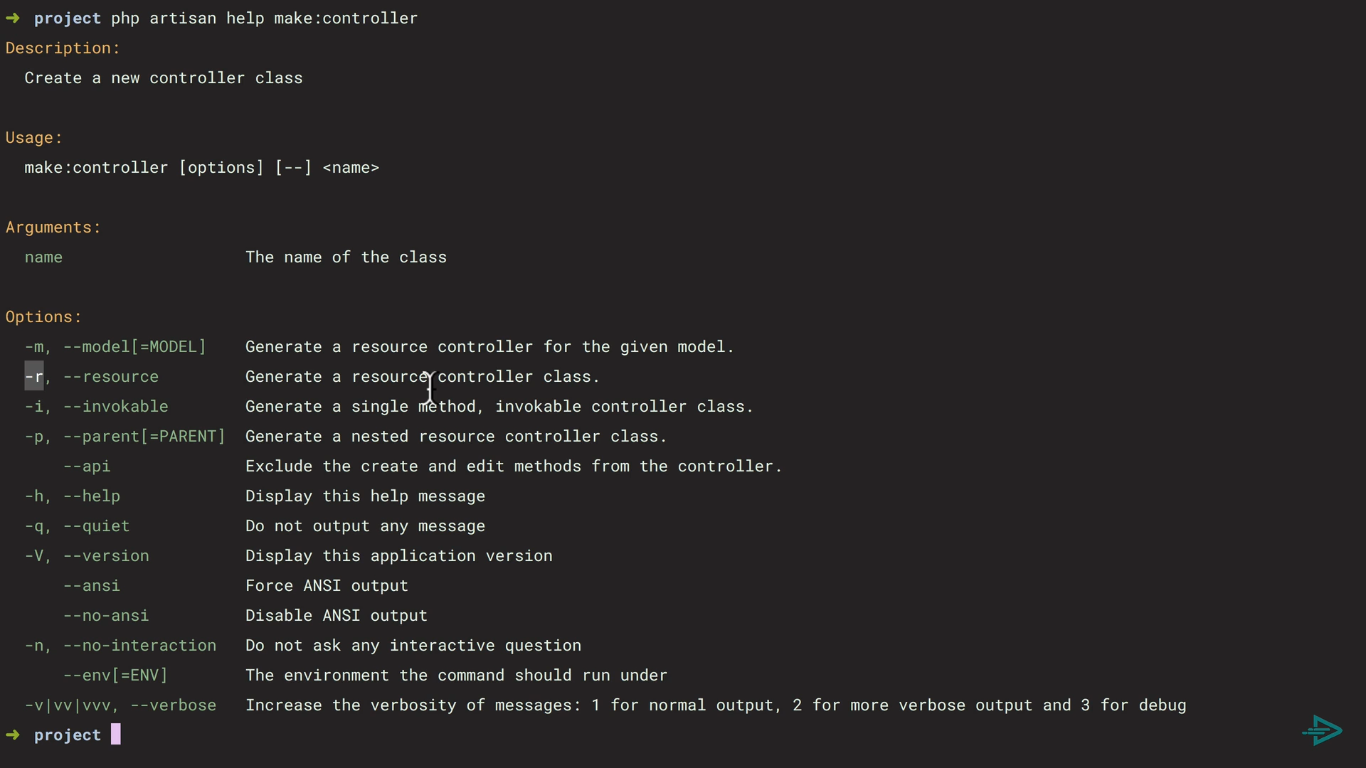 ➜  project php artisan help make:controller
Description:
  Create a new controller class
Usage:
  make:controller [options] [--] <name>
Arguments:
  name                   The name of the class
Options:
  -m, --model[=MODEL]    Generate a resource controller for the given model.
  -r, --resource         Generate a resource controller class.
  -i, --invokable        Generate a single method, invokable controller class.
  -p, --parent[=PARENT]  Generate a nested resource controller class.
      --api              Exclude the create and edit methods from the controller.
  -h, --help             Display this help message
  -q, --quiet            Do not output any message
  -V, --version          Display this application version
      --ansi             Force ANSI output
      --no-ansi          Disable ANSI output
  -n, --no-interaction   Do not ask any interactive question
      --env[=ENV]        The environment the command should run under
  -v|vv|vvv, --verbose   Increase the verbosity of messages: 1 for normal output, 2 for more verbose output and 3 for debug
➜  project